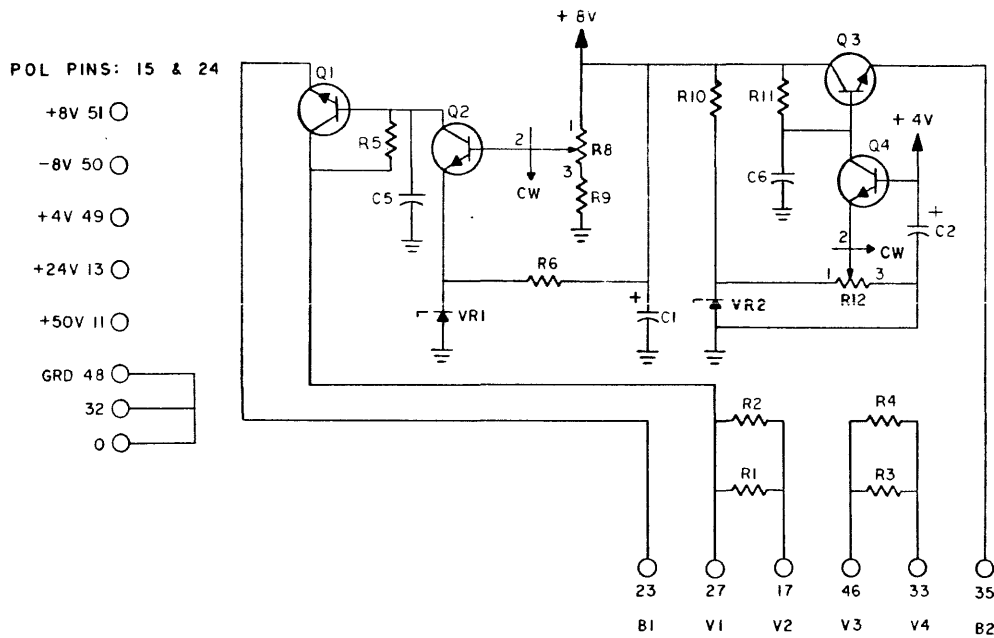 + 8V
POL PINS: 15 & 24
+8V 51
-8V 50
+4V 49
+24V 13
+50V 11
GRD 48
32
0
Q1
R5
C5
Q2
2
CW
1
R8
3
R9
R6
VR1
+
C1
R10
R11
Q3
+ 4V
Q4
C6
2
CW
+
C2
1
3
R12
VR2
R2
R1
R4
R3
23
27
17
46
33
35
B1
V1
V2
V3
V4
B2